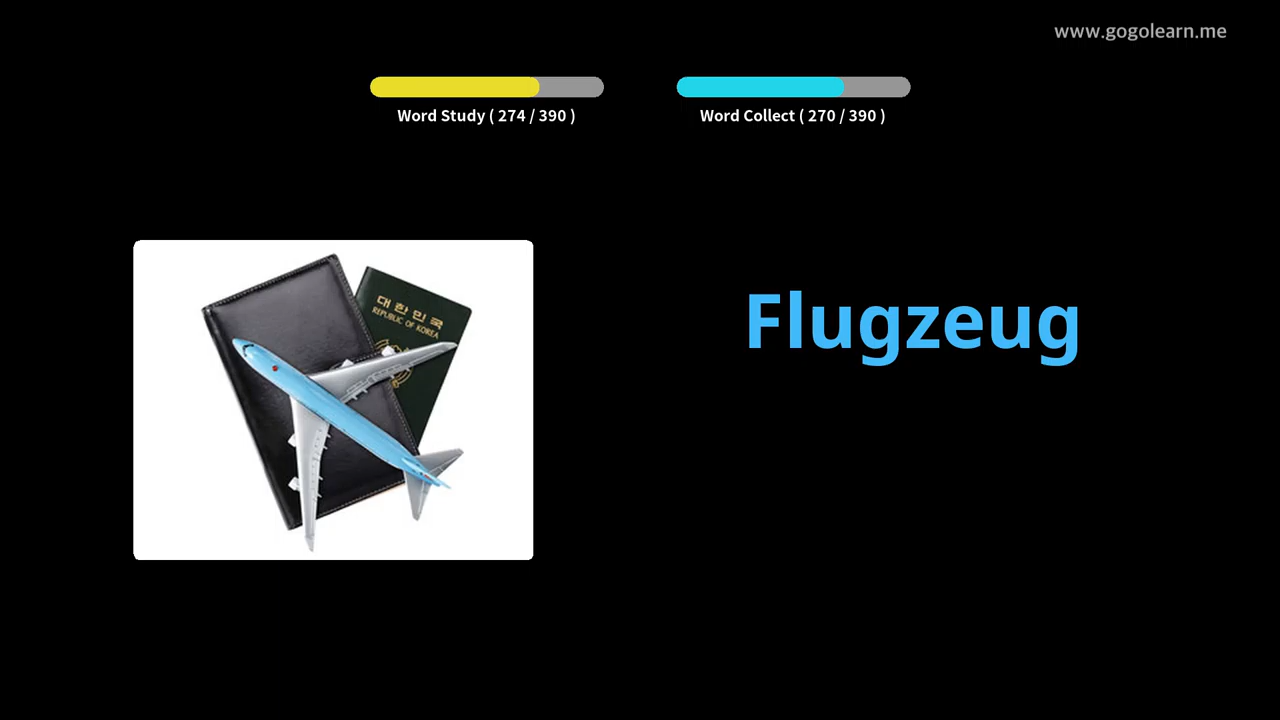 www.gogolearn.me
Word Study ( 274 / 390 )
Word Collect ( 270 / 390 )
대한민국
REPUBLIC OF KOREA
Flugzeug